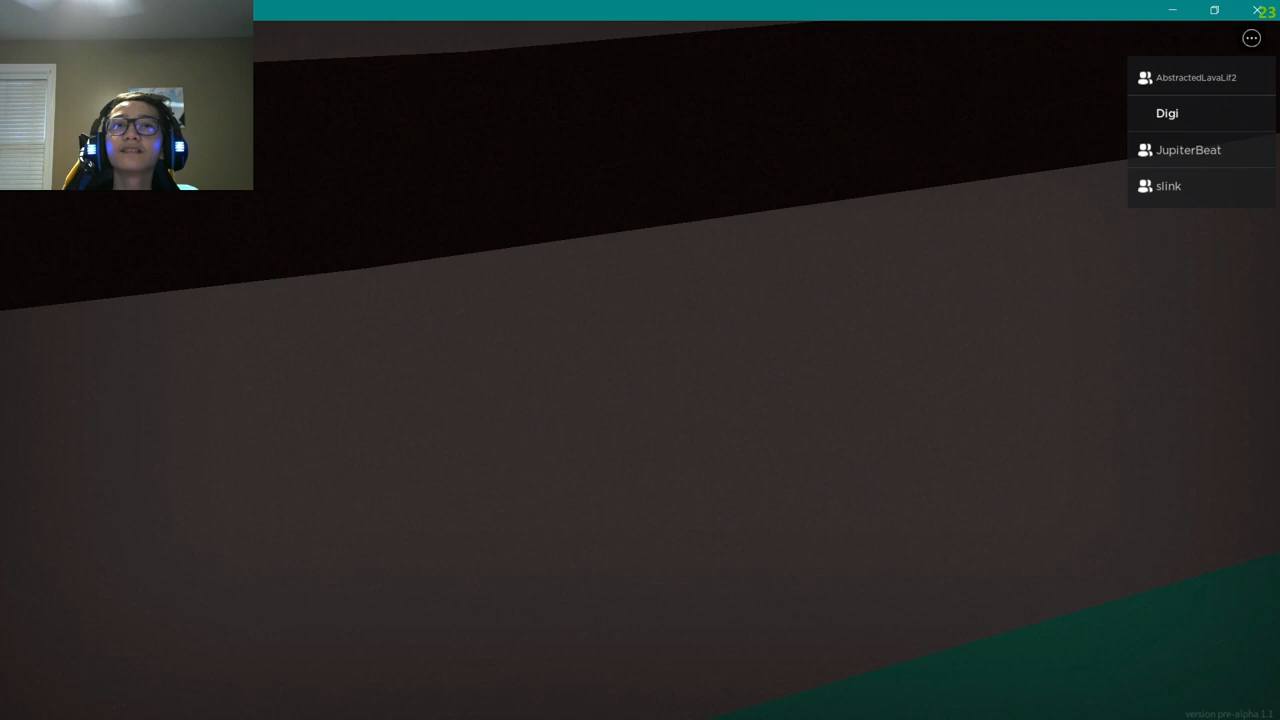 23
AbstractedLavaLif2
Digi
JupiterBeat
slink
version pre-alpha 1.1